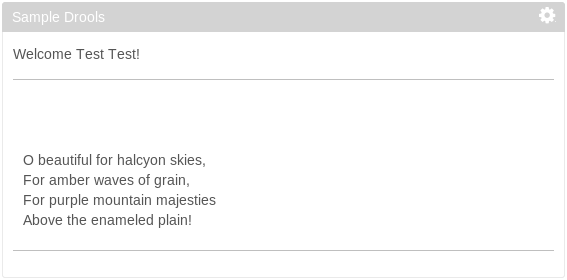 Sample Drools
Welcome Test Test!
O beautiful for halcyon skies,
For amber waves of grain,
For purple mountain majesties
Above the enameled plain!